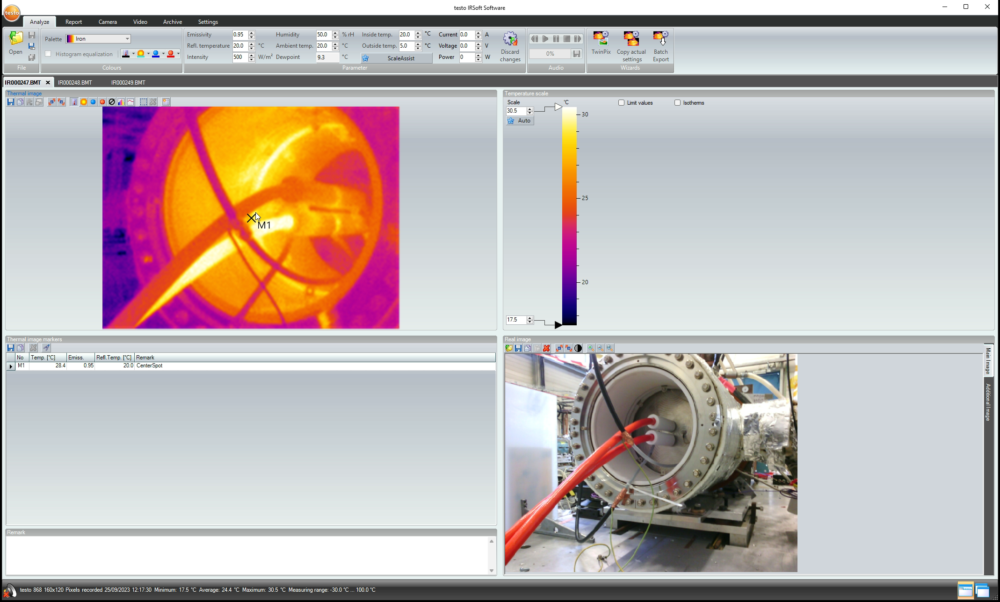 testo IRSoft Software
testo
Analyze Report Camera Video Archive Settings
Open
File
Palette Iron
Histogram equalization
Colours
Emissivity 0.95 Humidity 50.0 % rH Inside temp. 20.0 °C Current 0.0 A
Refl. temperature 20.0 °C Ambient temp. 20.0 °C Outside temp. 5.0 °C Voltage 0.0 V
Intensity 500 W/m² Dewpoint 9.3 °C ScaleAssist Power 0 W
Discard
changes
Parameter
0%
Audio
TwinPix Copy actual
settings Batch
Export
Wizards
IR000247.BMT IR000248.BMT IR000249.BMT
Thermal image
M1
Temperature scale
Scale °C Limit values Isotherms
30.5
Auto
30
25
20
17.5
Thermal image markers
No Temp. [°C] Emiss. Refl.Temp. [°C] Remark
M1 28.4 0.95 20.0 CenterSpot
Remark
Real image
Main Image
Additional Image
testo 868 160x120 Pixels recorded 25/09/2023 12:17:30 Minimum: 17.5 °C Average: 24.4 °C Maximum: 30.5 °C Measuring range: -30.0 °C ... 100.0 °C